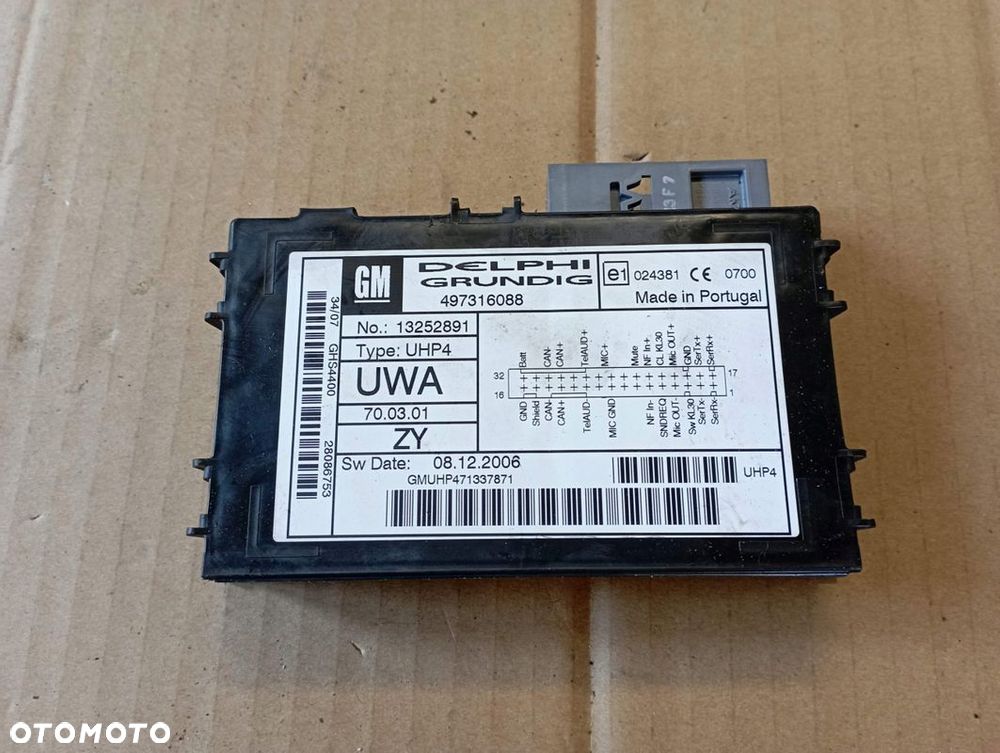 GM
DELPHI
GRUNDIG
497316088
e1 024381 CE 0700
Made in Portugal
34/07 GHS4400 28086753
No.: 13252891
Type: UHP4
UWA
70.03.01
ZY
Batt CAN- CAN+ TelAUD+ MIC+ Mute NF In+ CL KL30 Mic OUT+ GND SerTx+ SerRx+
32 17
16 1
GND Shield CAN- CAN+ TelAUD- MIC GND NF In- SNDREQ Mic OUT- Sw KL30 SerTx- SerRx-
Sw Date: 08.12.2006
GMUHP471337871
UHP4
OTOMOTO